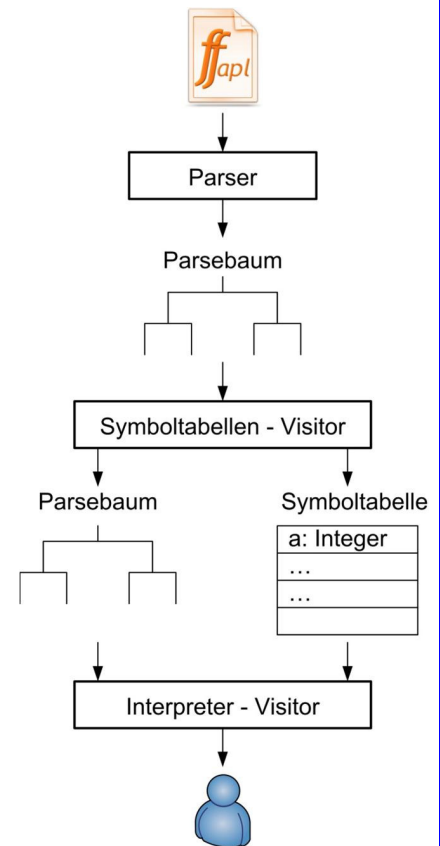 ffapl
Parser
Parsebaum
Symboltabellen - Visitor
Parsebaum
Symboltabelle
a: Integer
…
…
Interpreter - Visitor